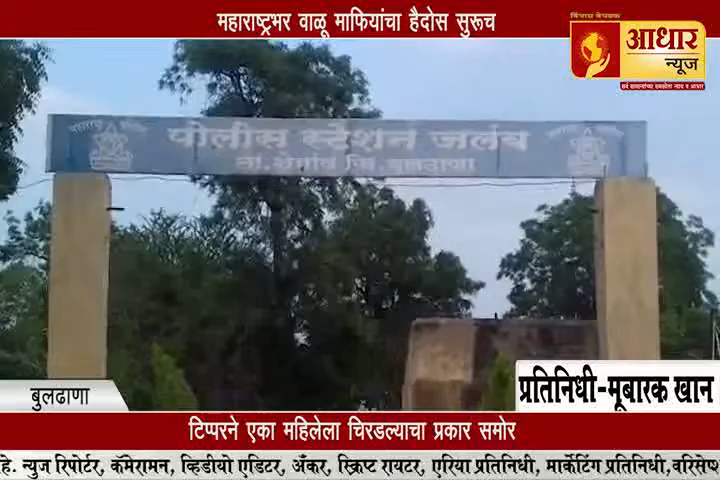 महाराष्ट्रभर वाळू माफियांचा हैदोस सुरूच
आधार
न्यूज
पोलीस स्टेशन जलंब
ता. शेगांव जि. बुलढाणा
बुलढाणा
प्रतिनिधी-मूबारक खान
टिप्परने एका महिलेला चिरडल्याचा प्रकार समोर
हे. न्युज रिपोर्टर, कॅमेरामन, व्हिडीयो एडिटर, अँकर, स्क्रिप्ट रायटर, एरिया प्रतिनिधी, मार्केटिंग प्रतिनिधी,